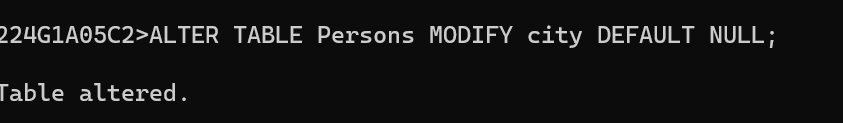 224G1A05C2>ALTER TABLE Persons MODIFY city DEFAULT NULL;
Table altered.